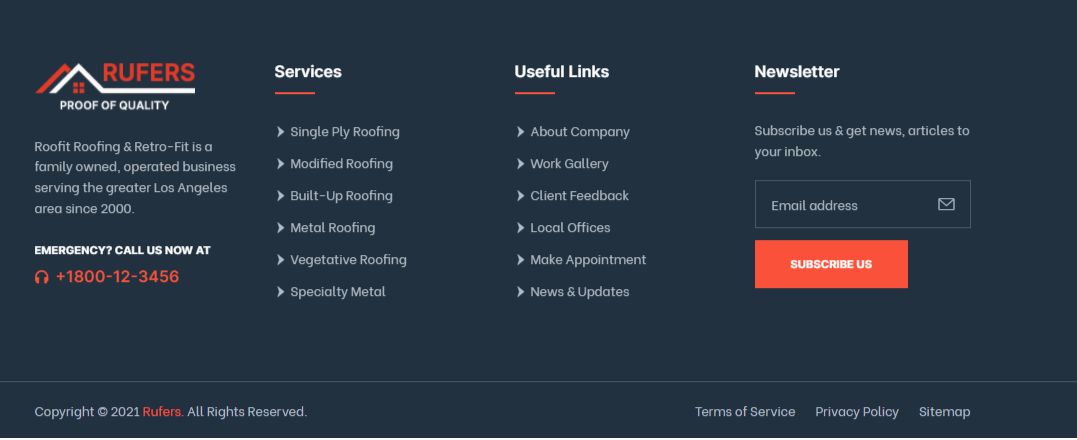 RUFERS
PROOF OF QUALITY
Roofit Roofing & Retro-Fit is a
family owned, operated business
serving the greater Los Angeles
area since 2000.
EMERGENCY? CALL US NOW AT
+1800-12-3456
Services
Single Ply Roofing
Modified Roofing
Built-Up Roofing
Metal Roofing
Vegetative Roofing
Specialty Metal
Useful Links
About Company
Work Gallery
Client Feedback
Local Offices
Make Appointment
News & Updates
Newsletter
Subscribe us & get news, articles to
your inbox.
Email address
SUBSCRIBE US
Copyright © 2021 Rufers. All Rights Reserved.
Terms of Service Privacy Policy Sitemap